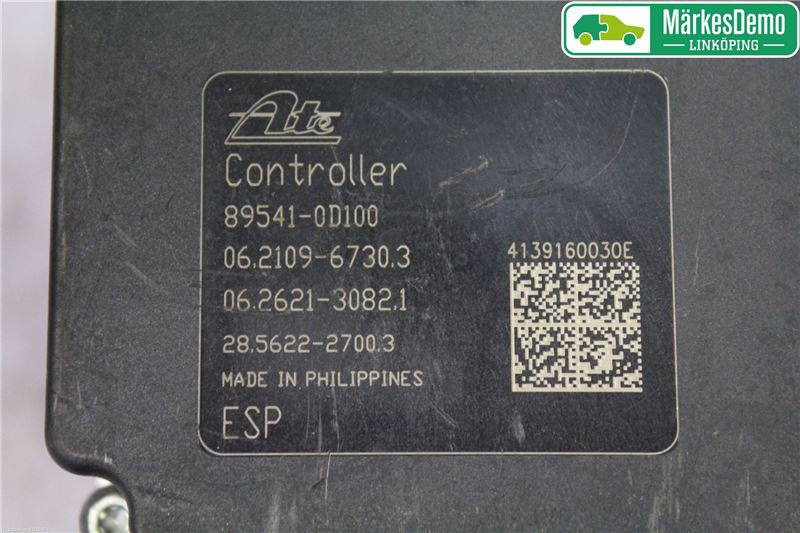 MärkesDemo
LINKÖPING
Ate
Controller
89541-0D100
06.2109-6730.3
06.2621-3082.1
28.5622-2700.3
MADE IN PHILIPPINES
ESP
4139160030E